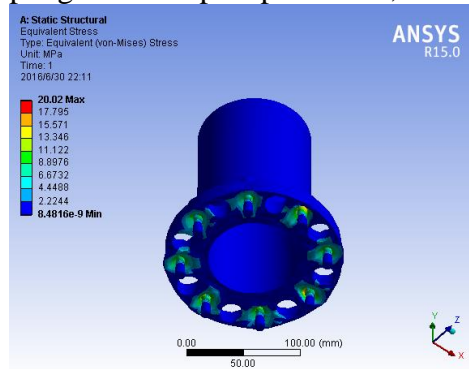 A: Static Structural
Equivalent Stress
Type: Equivalent (von-Mises) Stress
Unit: MPa
Time: 1
2016/6/30 22:11
20.02 Max
17.795
15.571
13.346
11.122
8.8976
6.6732
4.4488
2.2244
8.4816e-9 Min
ANSYS
R15.0
0.00 100.00 (mm)
50.00
Y
Z
X